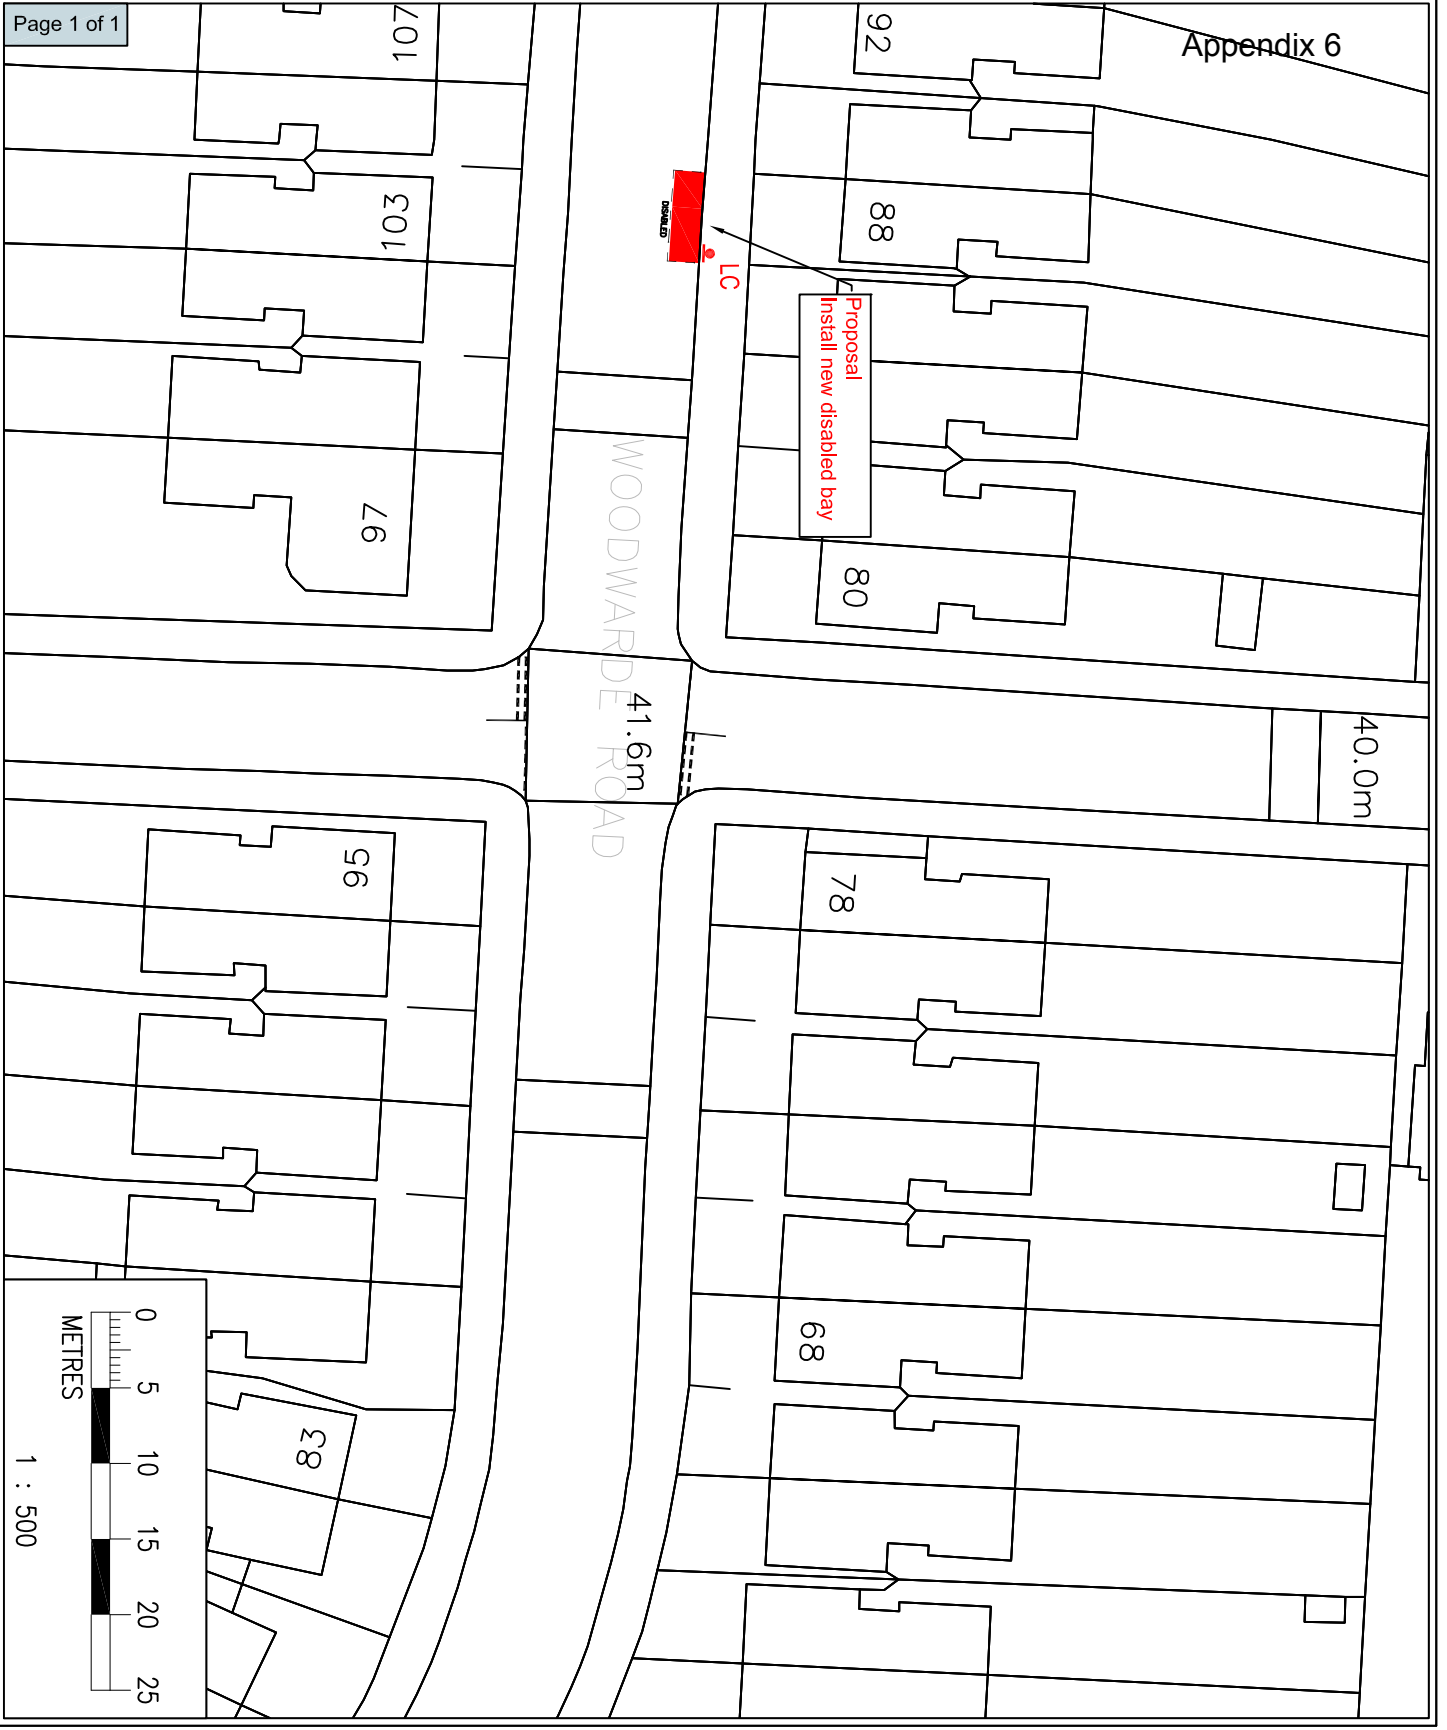 Page 1 of 1
Appendix 6
107
92
103
88
DISABLED
LC
Proposal
Install new disabled bay
97
80
WOODWARDE ROAD
41.6m
40.0m
95
78
68
83
0 5 10 15 20 25
METRES
1 : 500